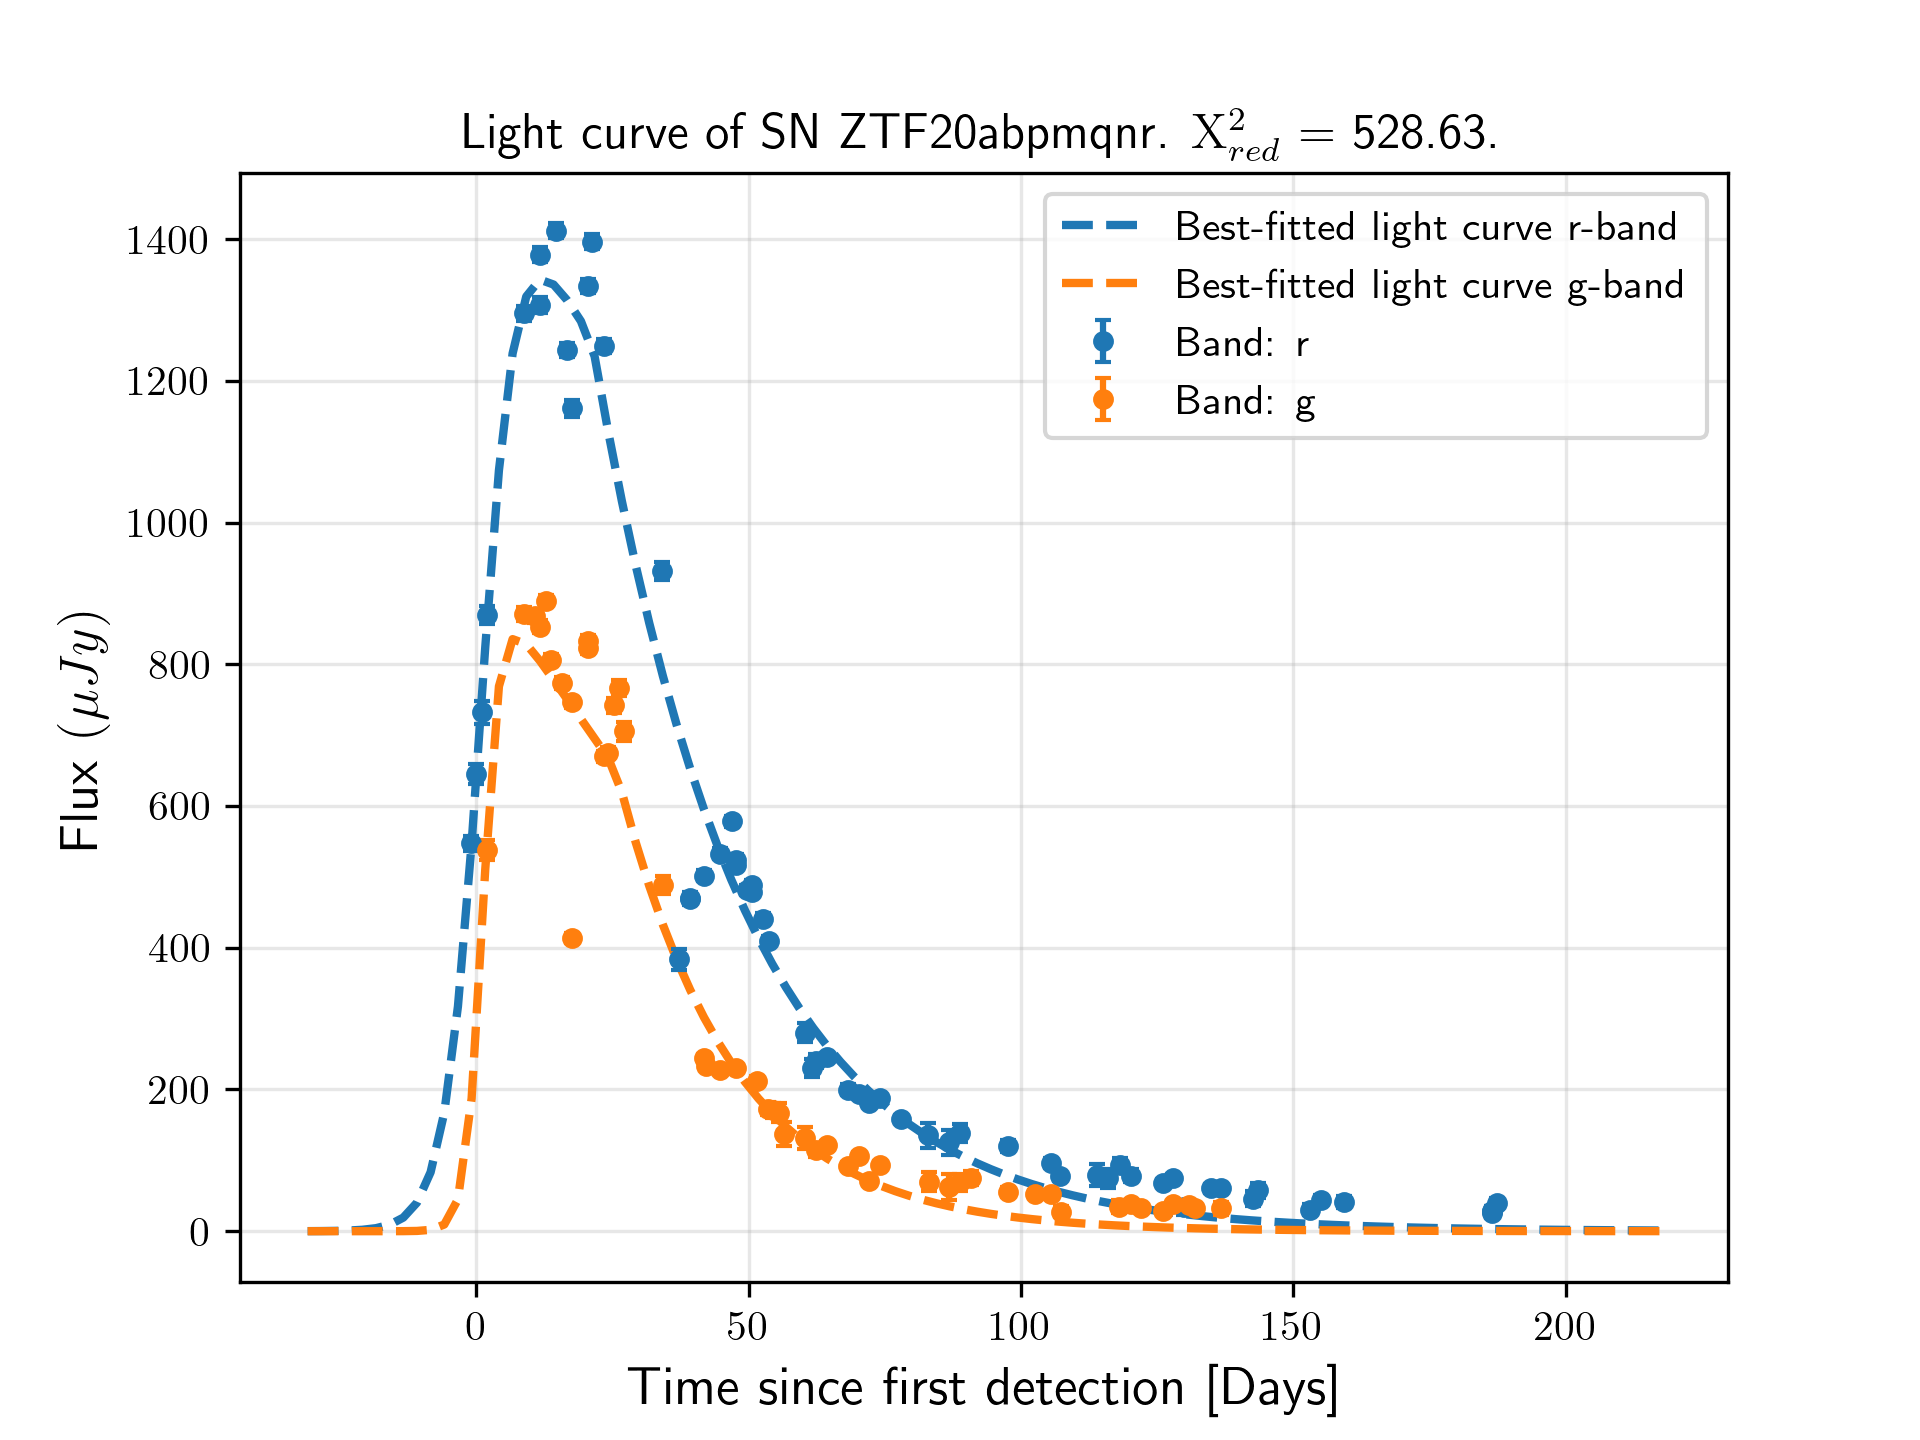 Light curve of SN ZTF20abpmqnr. X²_red = 528.63.
Best-fitted light curve r-band
Best-fitted light curve g-band
Band: r
Band: g
1400
1200
1000
800
600
400
200
0
Flux (μJy)
0 50 100 150 200
Time since first detection [Days]